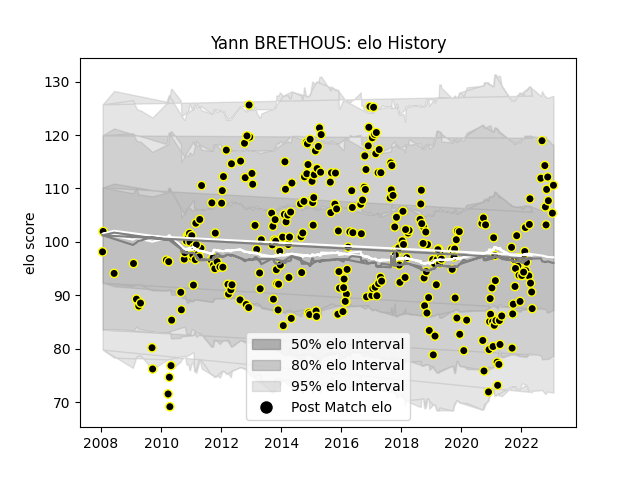 Yann BRETHOUS: elo History
elo score
130
120
110
100
90
80
70
50% elo Interval
80% elo Interval
95% elo Interval
Post Match elo
2008 2010 2012 2014 2016 2018 2020 2022